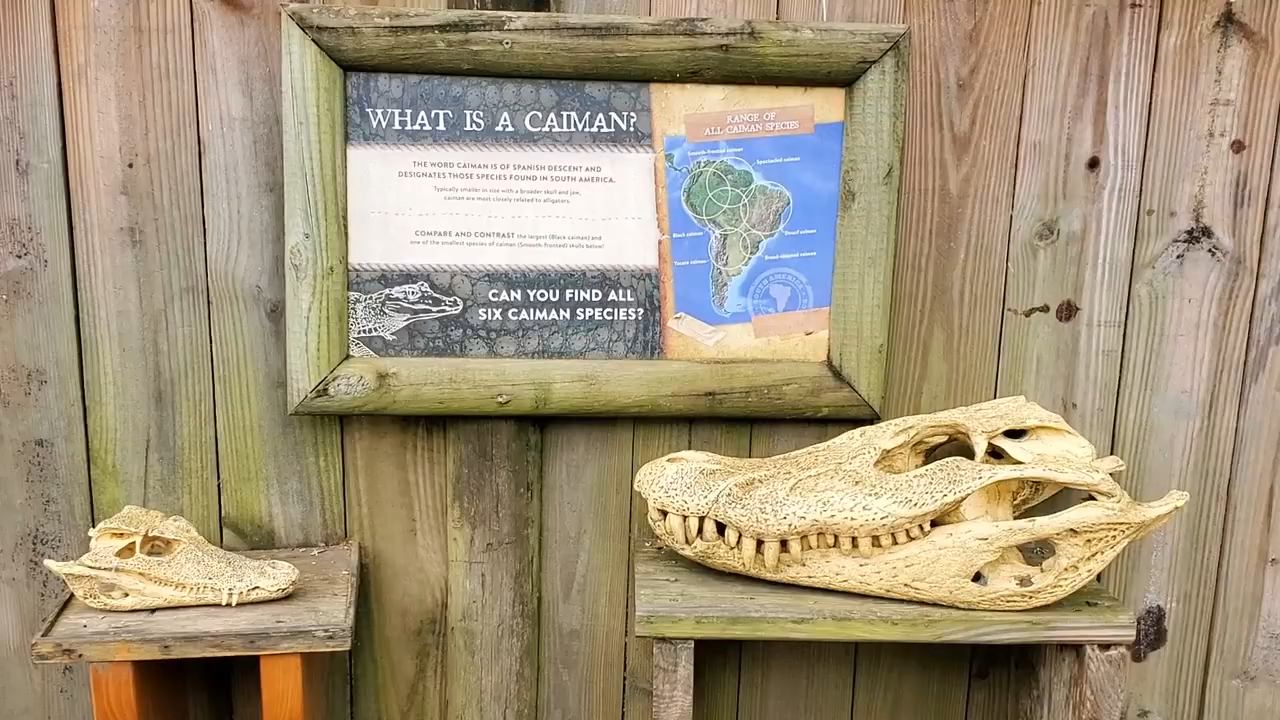 WHAT IS A CAIMAN?
THE WORD CAIMAN IS OF SPANISH DESCENT AND
DESIGNATES THOSE SPECIES FOUND IN SOUTH AMERICA.
Typically smaller in size with a broader skull and jaw,
caiman are most closely related to alligators.
COMPARE AND CONTRAST the largest (Black caiman) and
one of the smallest species of caiman (Smooth-fronted) skulls below!
CAN YOU FIND ALL
SIX CAIMAN SPECIES?
RANGE OF
ALL CAIMAN SPECIES
Smooth-fronted caiman
Spectacled caiman
Black caiman
Dwarf caiman
Yacare caiman
Broad-snouted caiman
SOUTH AMERICA